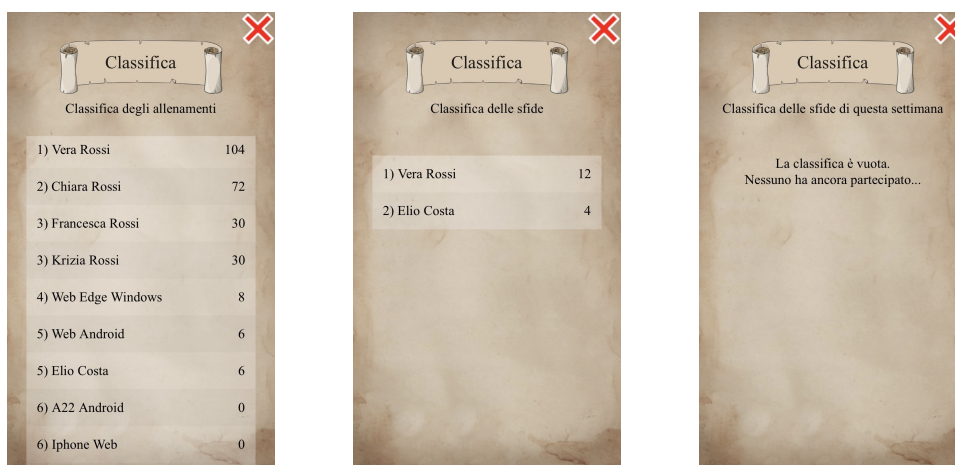 Classifica
Classifica degli allenamenti
1) Vera Rossi 104
2) Chiara Rossi 72
3) Francesca Rossi 30
3) Krizia Rossi 30
4) Web Edge Windows 8
5) Web Android 6
5) Elio Costa 6
6) A22 Android 0
6) Iphone Web 0
Classifica
Classifica delle sfide
1) Vera Rossi 12
2) Elio Costa 4
Classifica
Classifica delle sfide di questa settimana
La classifica è vuota.
Nessuno ha ancora partecipato...